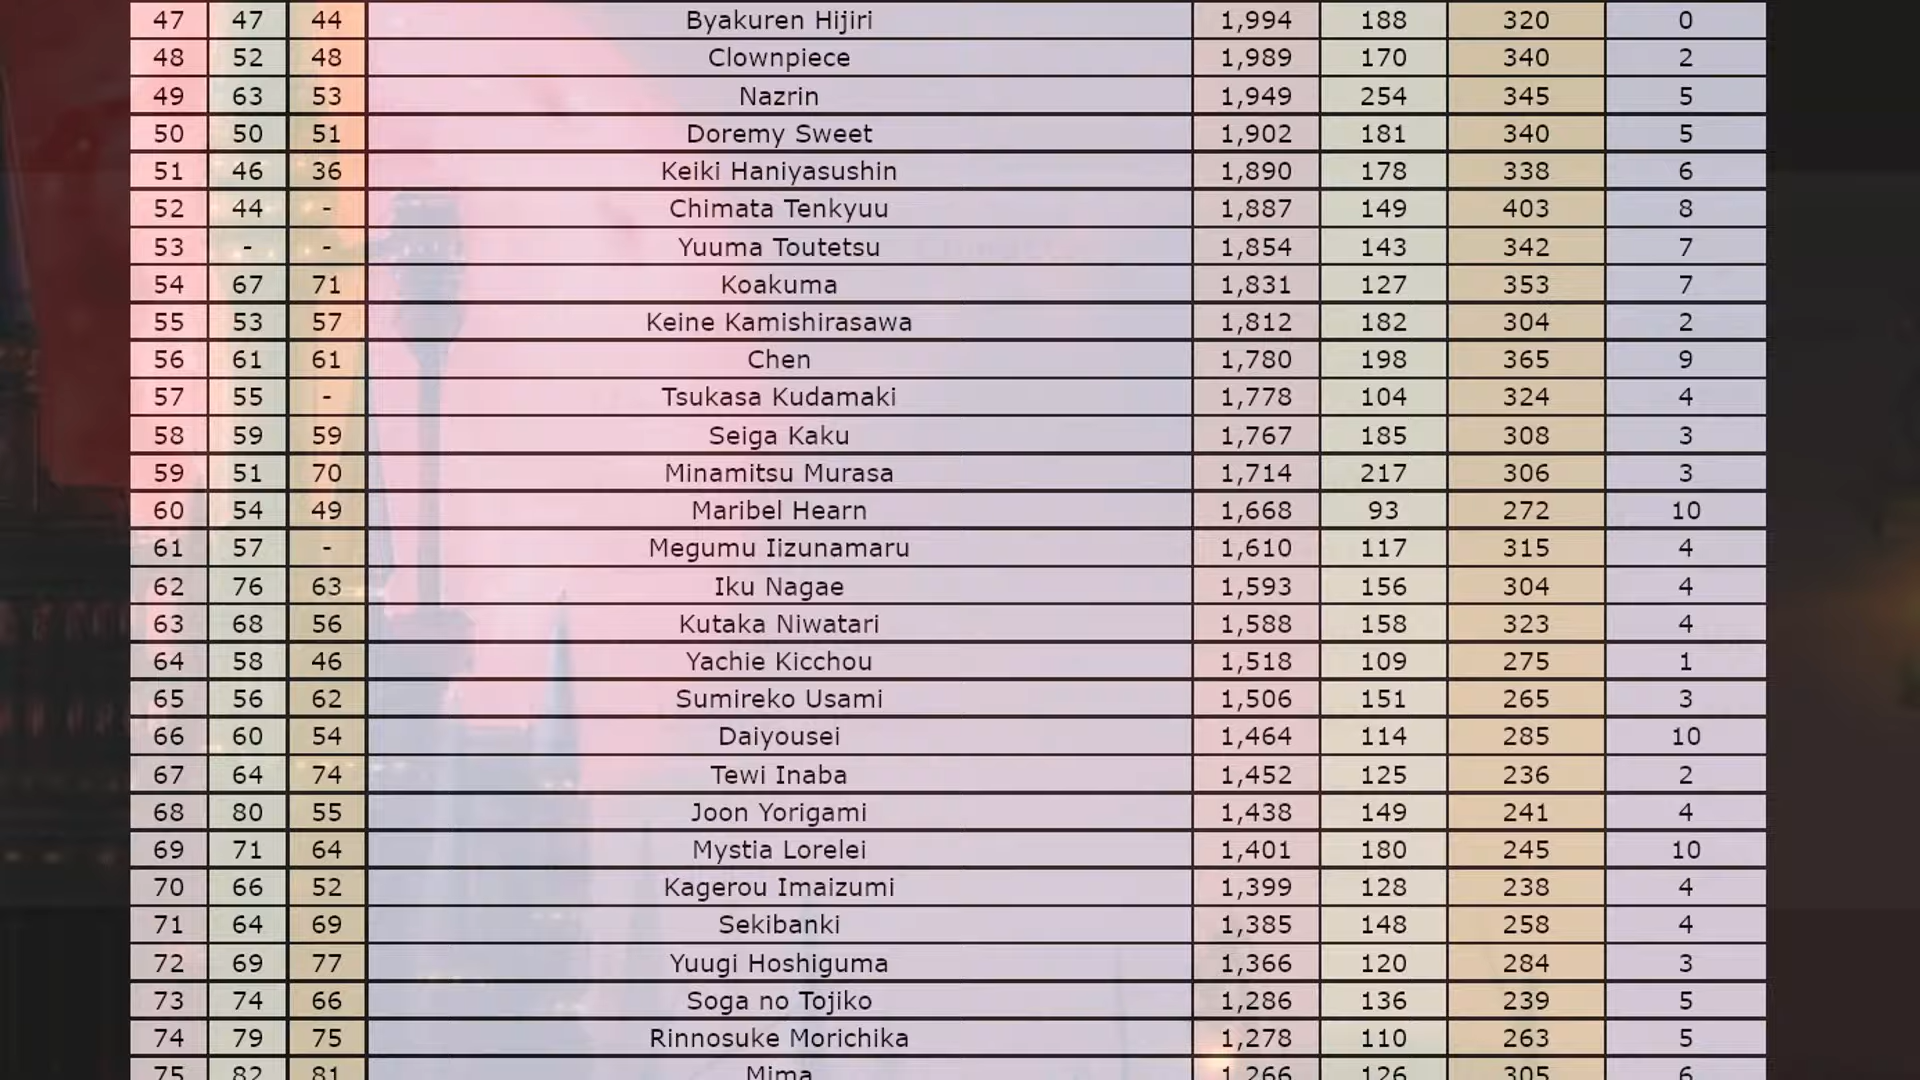 47 47 44 Byakuren Hijiri 1,994 188 320 0
48 52 48 Clownpiece 1,989 170 340 2
49 63 53 Nazrin 1,949 254 345 5
50 50 51 Doremy Sweet 1,902 181 340 5
51 46 36 Keiki Haniyasushin 1,890 178 338 6
52 44 - Chimata Tenkyuu 1,887 149 403 8
53 - - Yuuma Toutetsu 1,854 143 342 7
54 67 71 Koakuma 1,831 127 353 7
55 53 57 Keine Kamishirasawa 1,812 182 304 2
56 61 61 Chen 1,780 198 365 9
57 55 - Tsukasa Kudamaki 1,778 104 324 4
58 59 59 Seiga Kaku 1,767 185 308 3
59 51 70 Minamitsu Murasa 1,714 217 306 3
60 54 49 Maribel Hearn 1,668 93 272 10
61 57 - Megumu Iizunamaru 1,610 117 315 4
62 76 63 Iku Nagae 1,593 156 304 4
63 68 56 Kutaka Niwatari 1,588 158 323 4
64 58 46 Yachie Kicchou 1,518 109 275 1
65 56 62 Sumireko Usami 1,506 151 265 3
66 60 54 Daiyousei 1,464 114 285 10
67 64 74 Tewi Inaba 1,452 125 236 2
68 80 55 Joon Yorigami 1,438 149 241 4
69 71 64 Mystia Lorelei 1,401 180 245 10
70 66 52 Kagerou Imaizumi 1,399 128 238 4
71 64 69 Sekibanki 1,385 148 258 4
72 69 77 Yuugi Hoshiguma 1,366 120 284 3
73 74 66 Soga no Tojiko 1,286 136 239 5
74 79 75 Rinnosuke Morichika 1,278 110 263 5
75 82 81 Mima 1,266 126 305 6